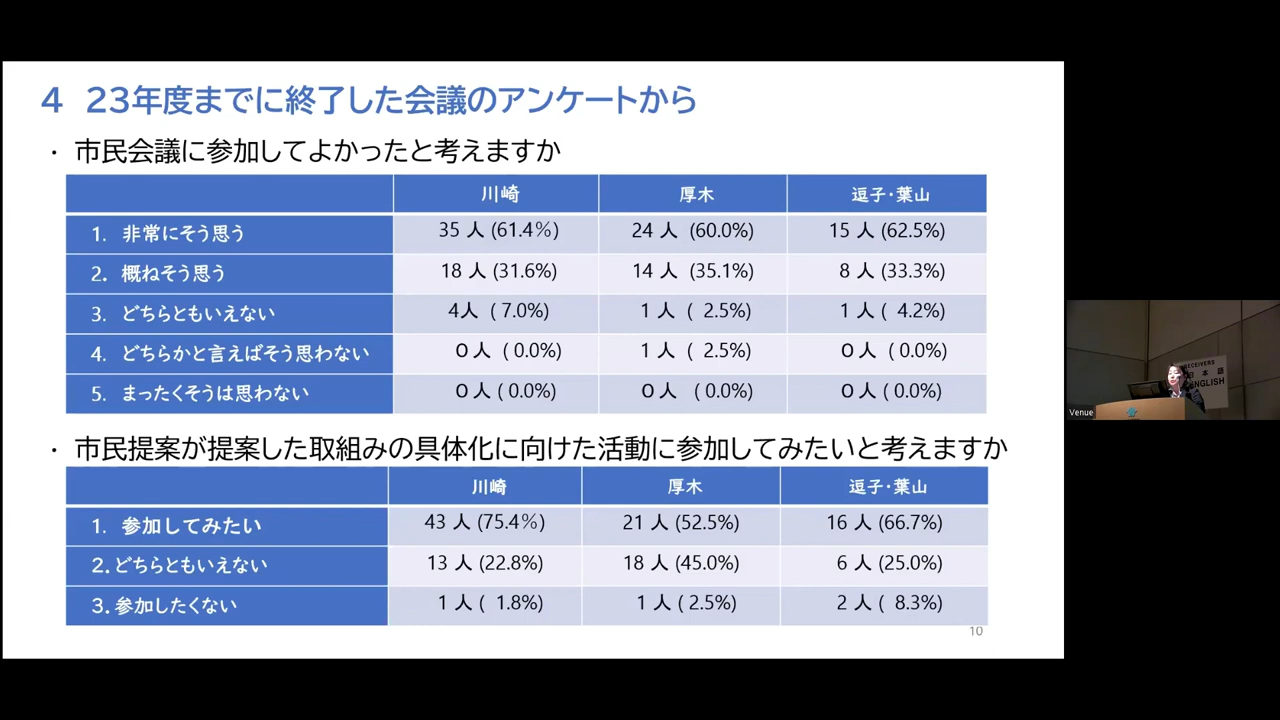 4 23年度までに終了した会議のアンケートから
・ 市民会議に参加してよかったと考えますか
川崎 厚木 逗子・葉山
1. 非常にそう思う 35 人 (61.4%) 24 人 (60.0%) 15 人 (62.5%)
2. 概ねそう思う 18 人 (31.6%) 14 人 (35.1%) 8 人 (33.3%)
3. どちらともいえない 4人 ( 7.0%) 1 人 ( 2.5%) 1 人 ( 4.2%)
4. どちらかと言えばそう思わない 0 人 ( 0.0%) 1 人 ( 2.5%) 0 人 ( 0.0%)
5. まったくそうは思わない 0 人 ( 0.0%) 0 人 ( 0.0%) 0 人 ( 0.0%)
・ 市民提案が提案した取組みの具体化に向けた活動に参加してみたいと考えますか
川崎 厚木 逗子・葉山
1. 参加してみたい 43 人 (75.4%) 21 人 (52.5%) 16 人 (66.7%)
2. どちらともいえない 13 人 (22.8%) 18 人 (45.0%) 6 人 (25.0%)
3. 参加したくない 1 人 ( 1.8%) 1 人 ( 2.5%) 2 人 ( 8.3%)
10
RECEIVERS
日本語
ENGLISH
Venue